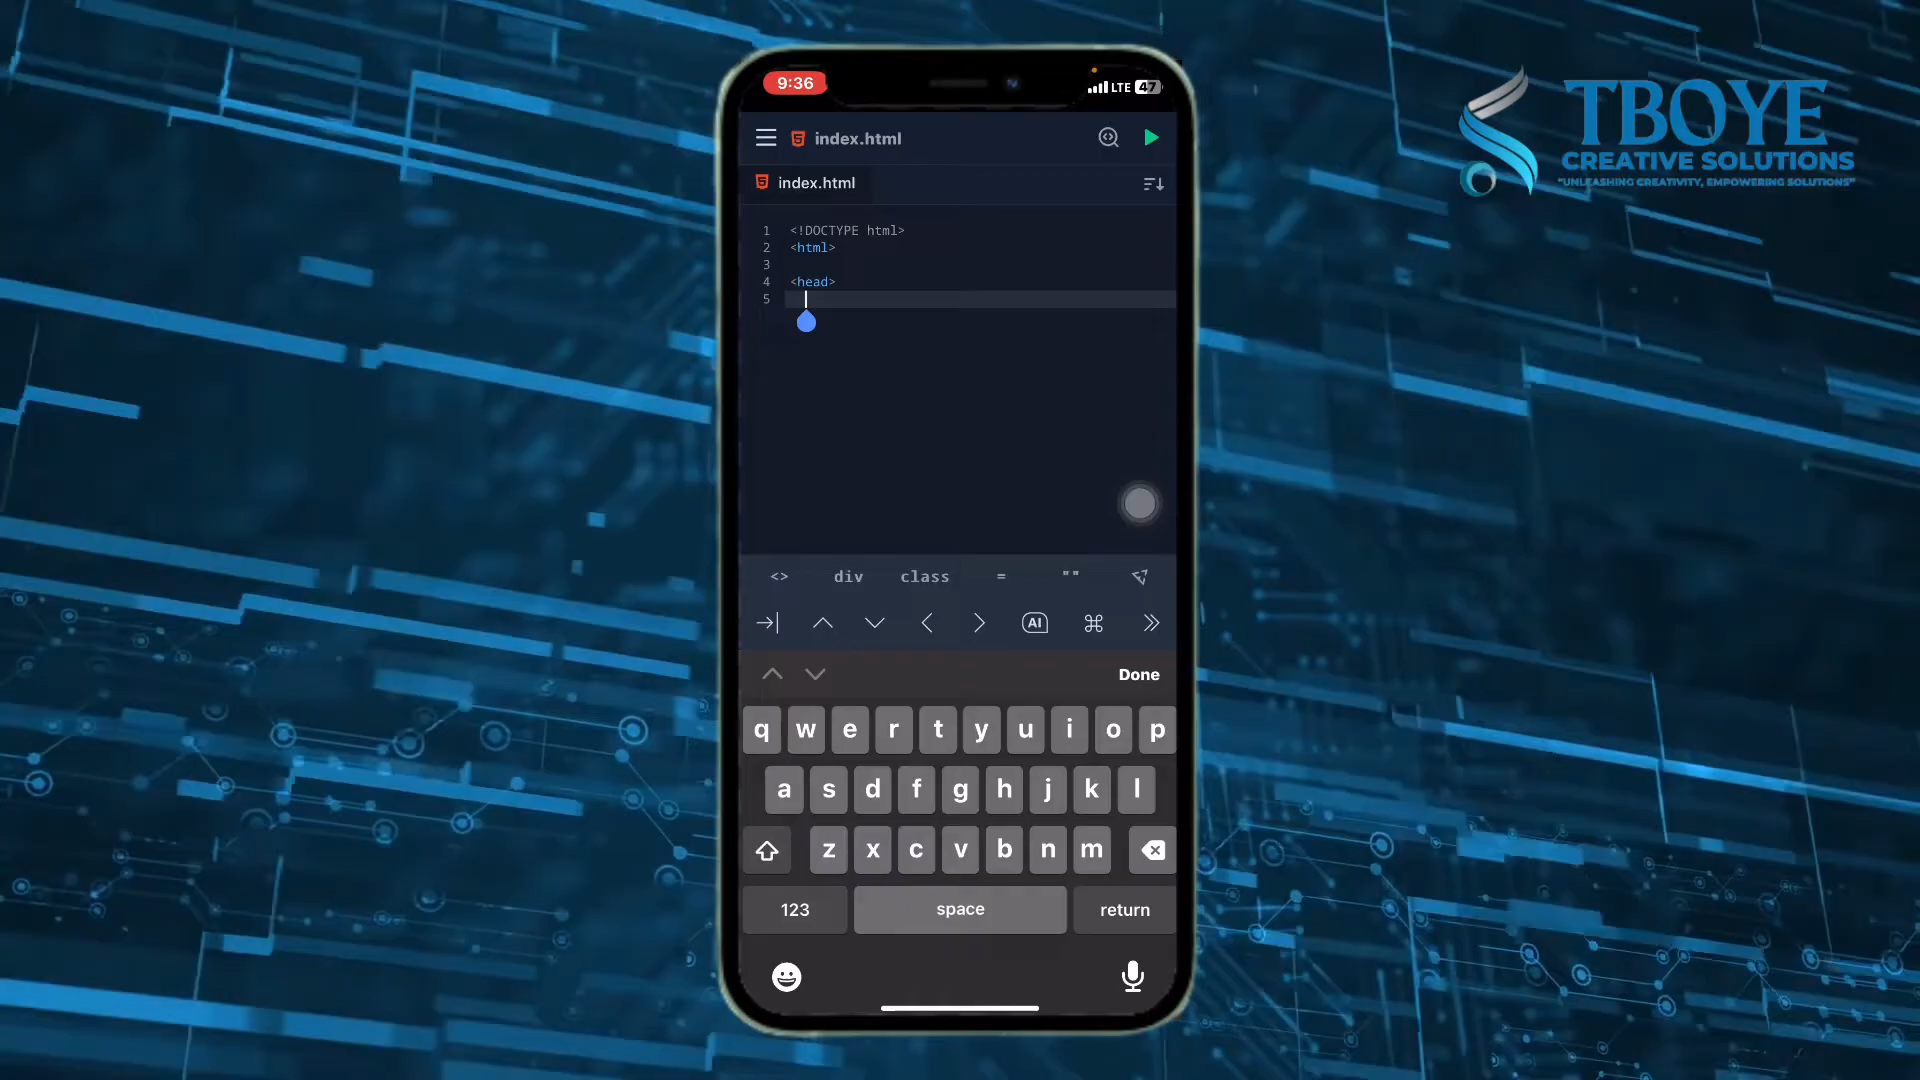 9:36
LTE 47
index.html
index.html
1 <!DOCTYPE html>
2 <html>
3
4 <head>
5
<> div class = ""
AI
Done
q w e r t y u i o p
a s d f g h j k l
z x c v b n m
123 space return
TBOYE
CREATIVE SOLUTIONS
"UNLEASHING CREATIVITY, EMPOWERING SOLUTIONS"